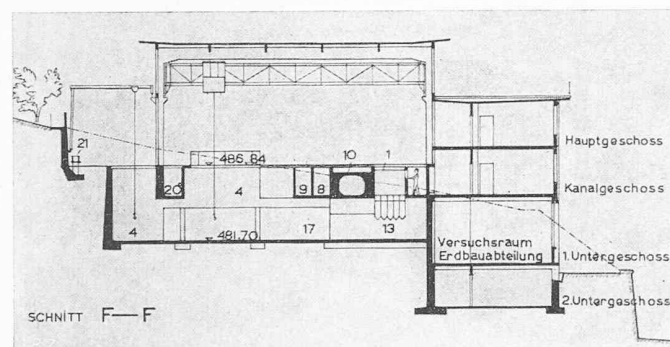 21
486.84
10
1
Hauptgeschoss
20
4
9
8
Kanalgeschoss
4
481.70
17
13
Versuchsraum
Erdbauabteilung
1.Untergeschoss
2.Untergeschoss
SCHNITT F—F